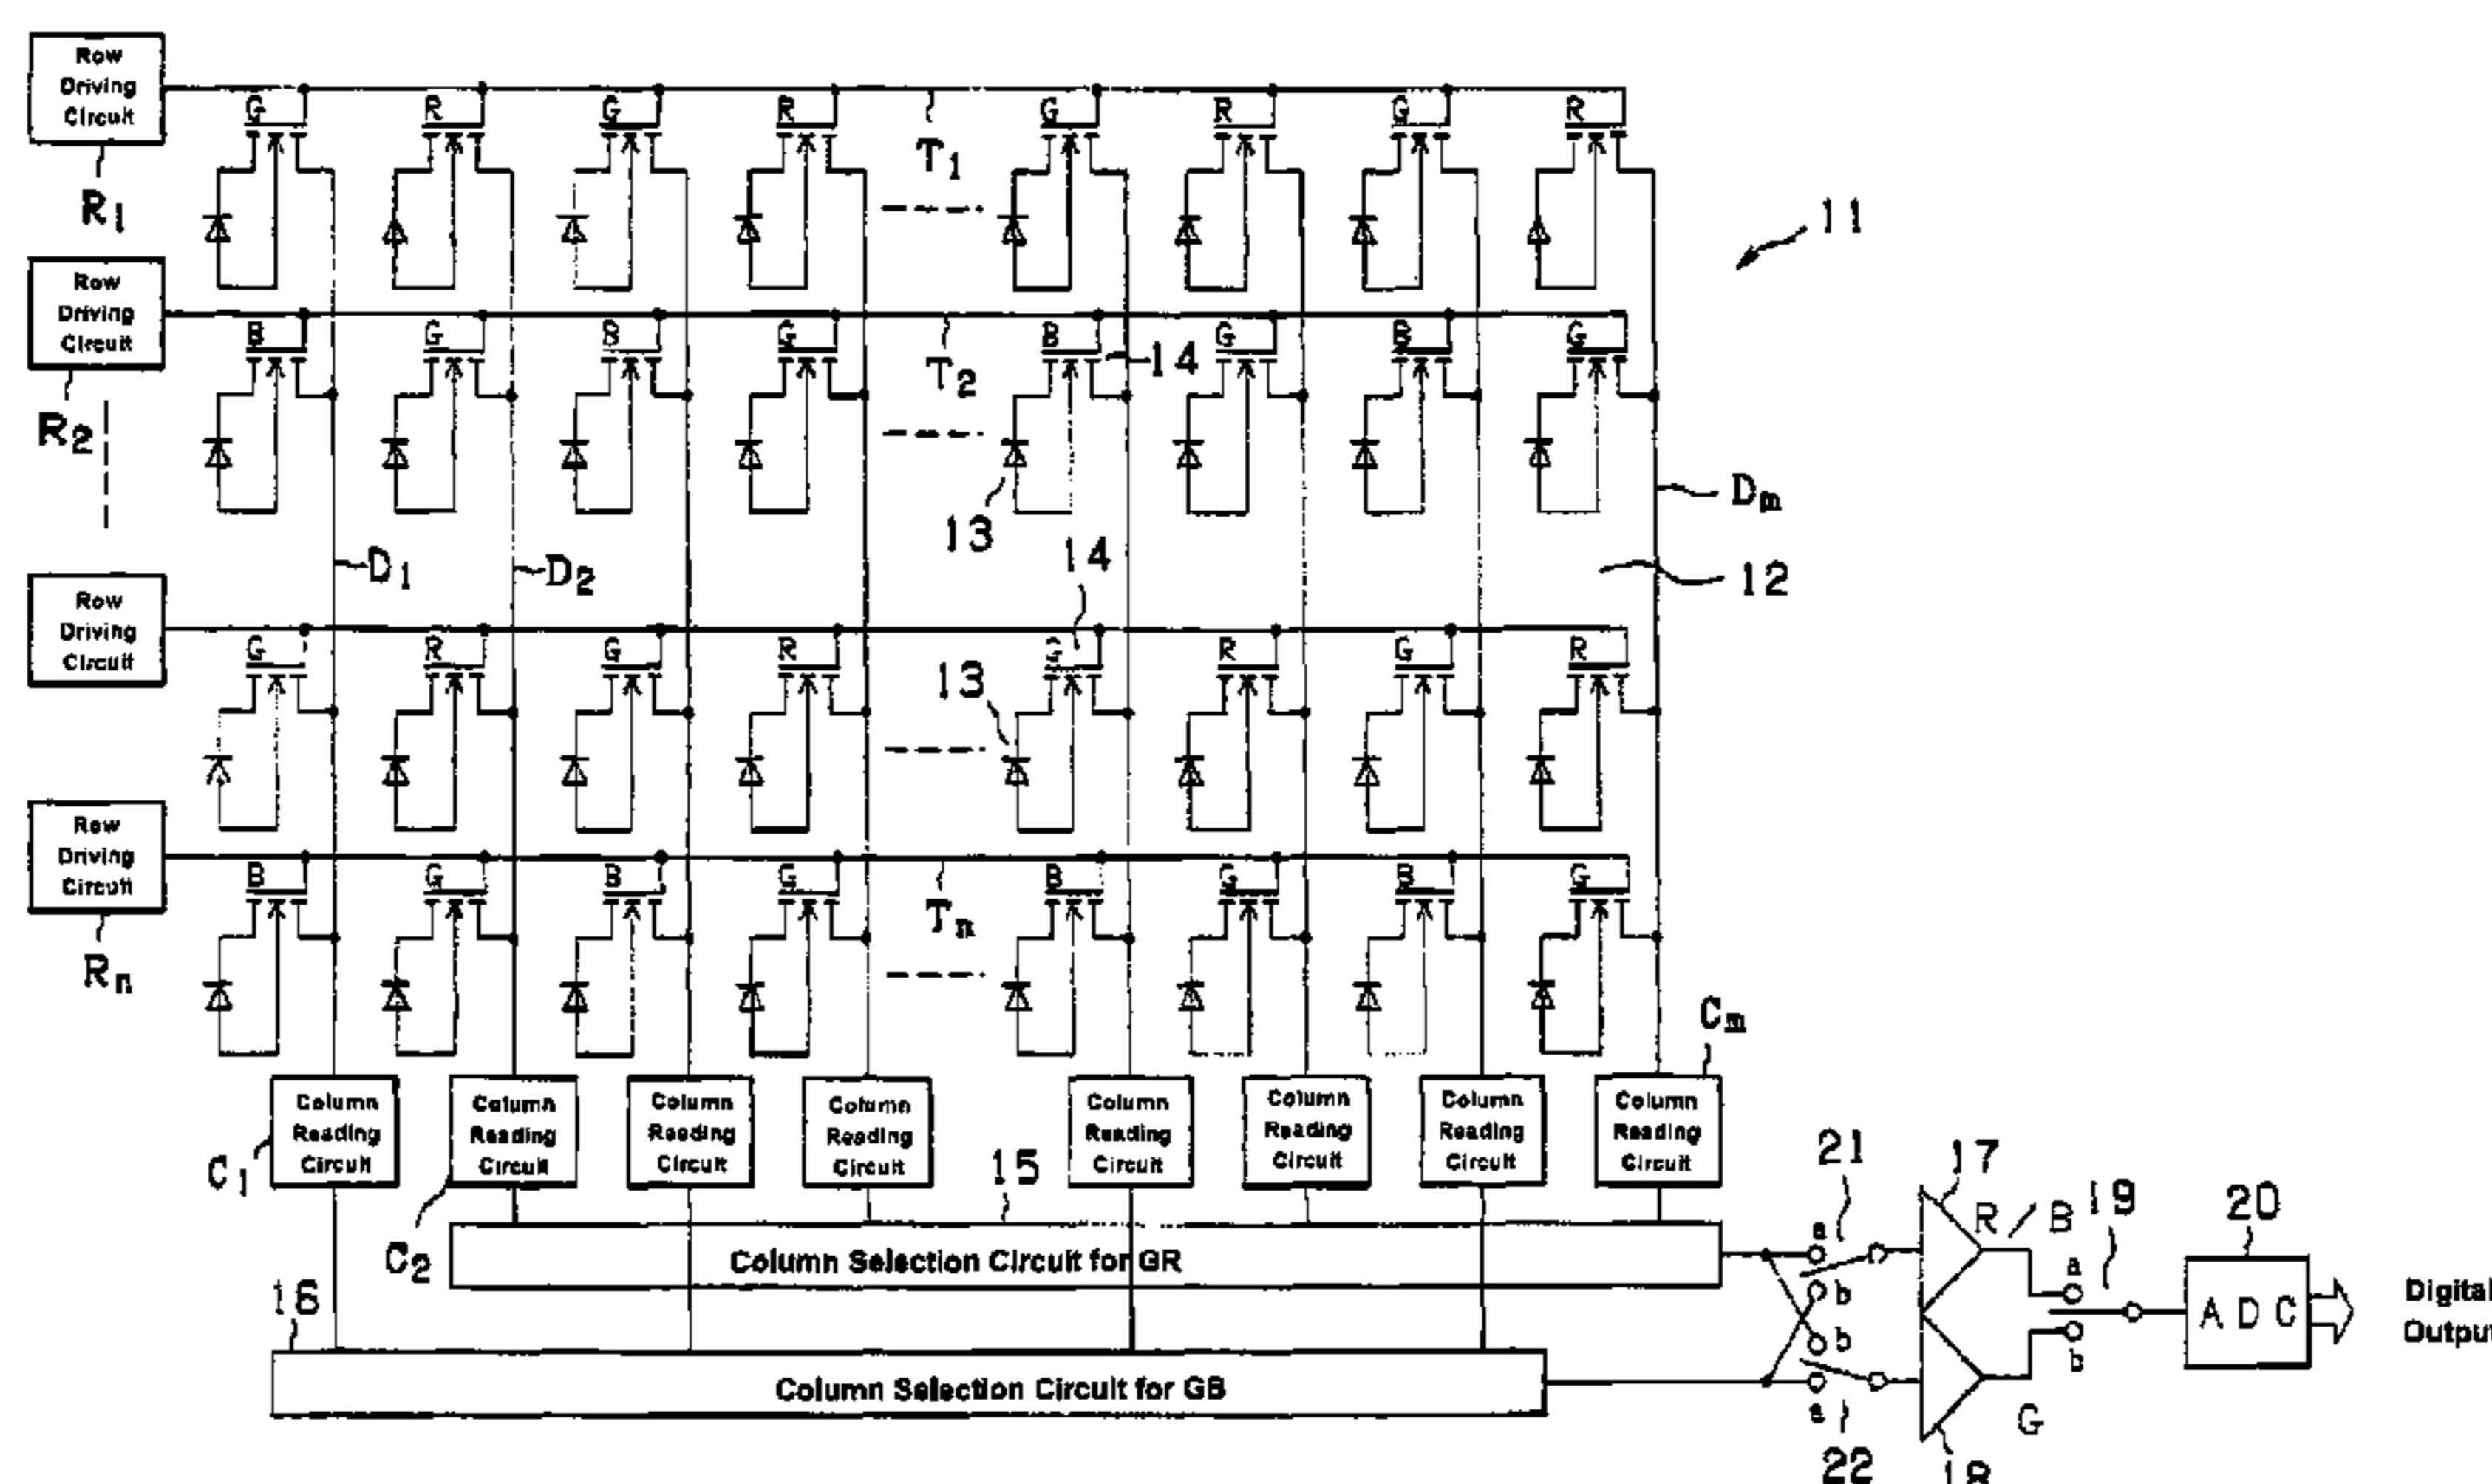 Row
Driving
Circuit
R1
G R G R G R G R
T1
11
Row
Driving
Circuit
R2
B G B G B G B G
T2
14
13
Dm
D1
D2
14
12
Row
Driving
Circuit
G R G R G R G R
13
Row
Driving
Circuit
Rn
B G B G B G B G
Tn
Cm
Column
Reading
Circuit
Column
Reading
Circuit
Column
Reading
Circuit
Column
Reading
Circuit
Column
Reading
Circuit
Column
Reading
Circuit
Column
Reading
Circuit
Column
Reading
Circuit
C1
C2
15
Column Selection Circuit for GR
16
Column Selection Circuit for GB
21
17
R/B
19
20
a
b
b
a
22
18
G
a
b
ADC
Digital
Output